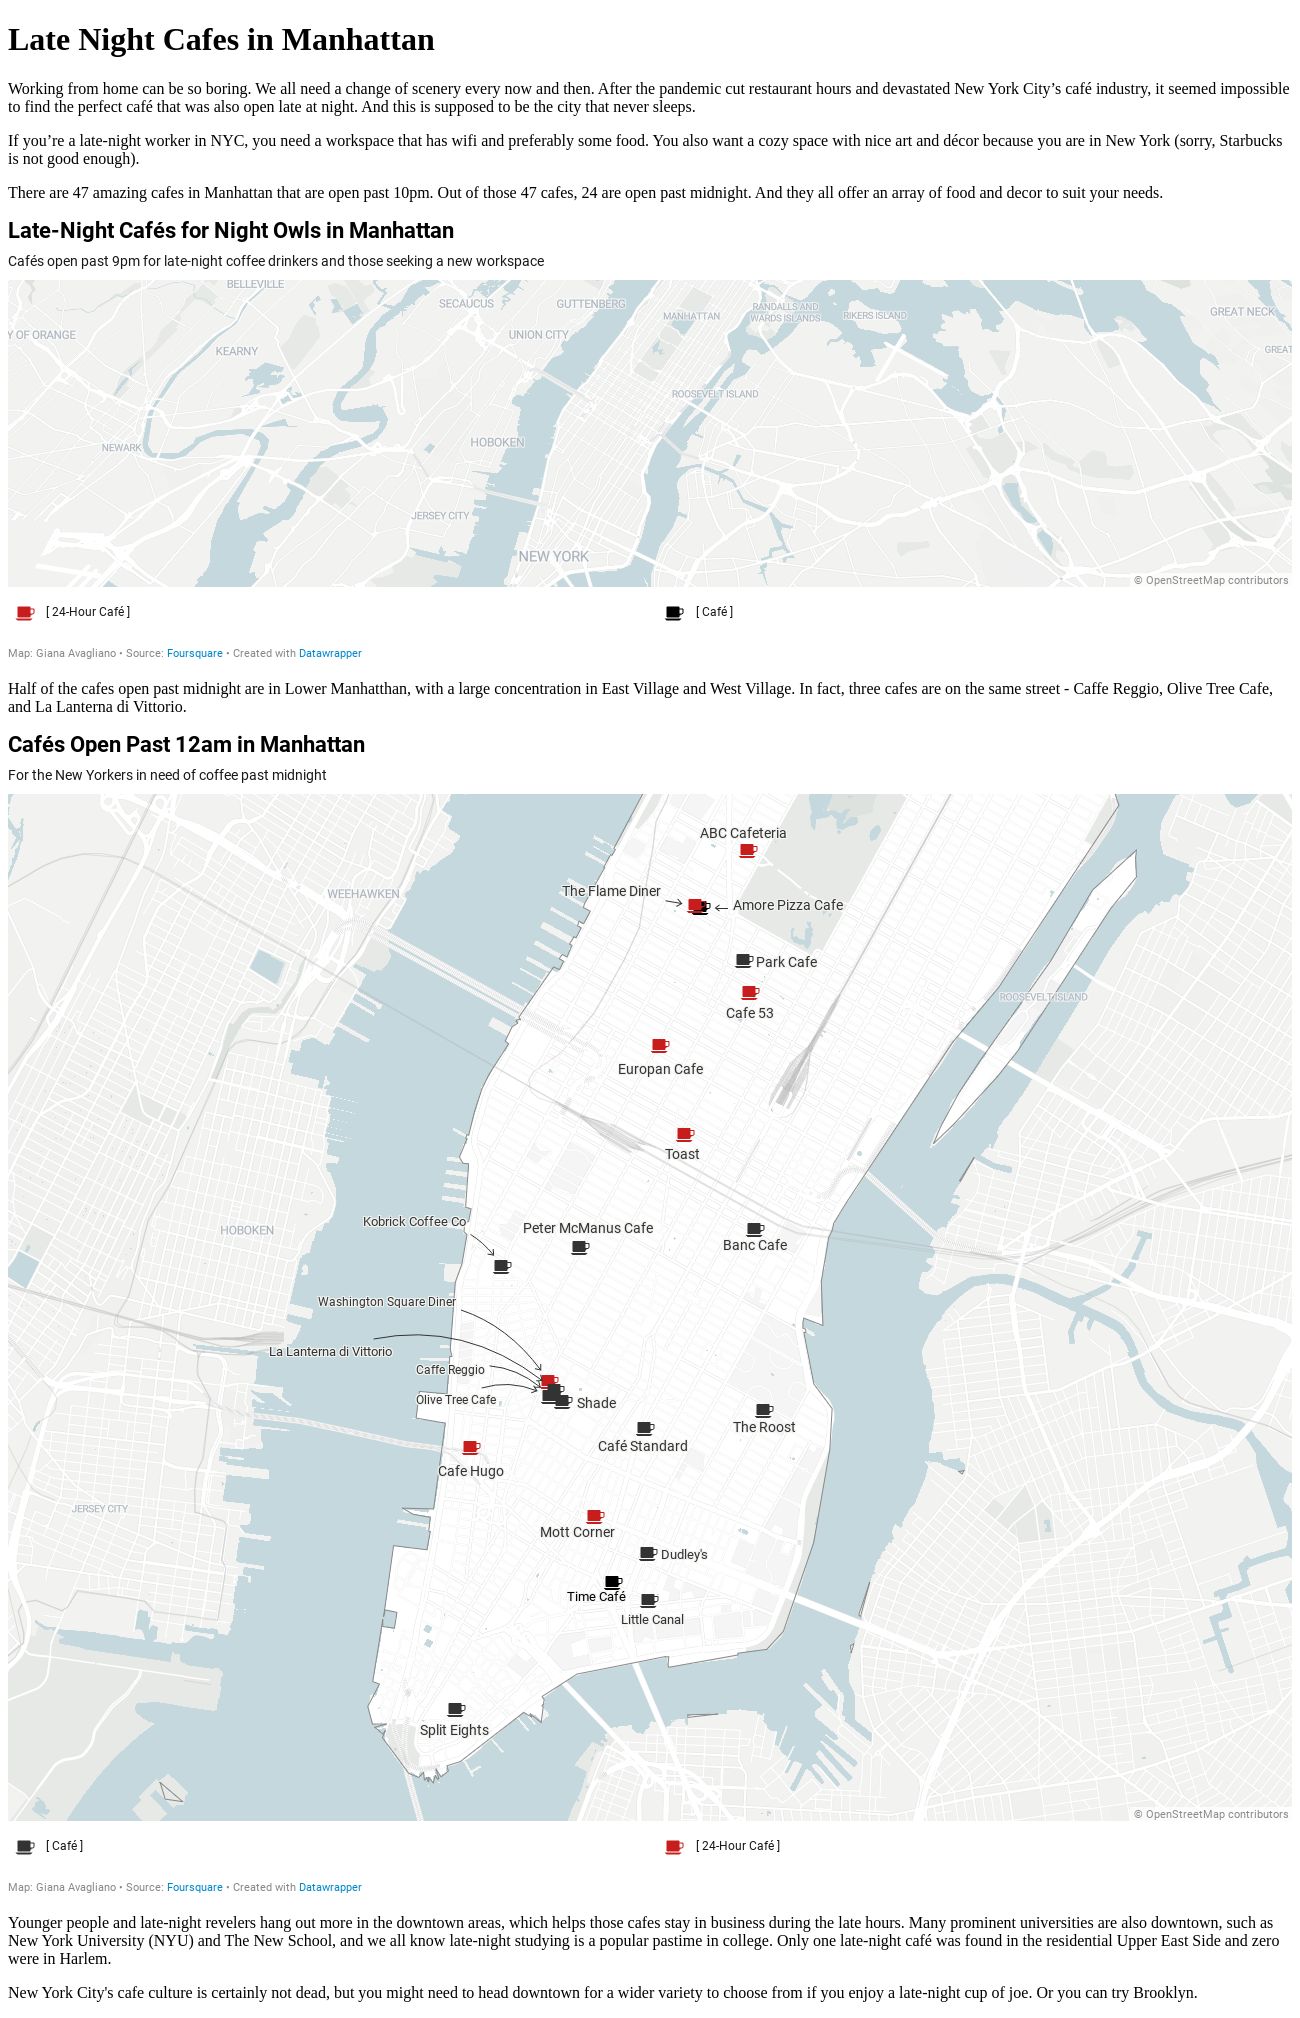 Late Night Cafes in Manhattan
Working from home can be so boring. We all need a change of scenery every now and then. After the pandemic cut restaurant hours and devastated New York City’s café industry, it seemed impossible
to find the perfect café that was also open late at night. And this is supposed to be the city that never sleeps.
If you’re a late-night worker in NYC, you need a workspace that has wifi and preferably some food. You also want a cozy space with nice art and décor because you are in New York (sorry, Starbucks
is not good enough).
There are 47 amazing cafes in Manhattan that are open past 10pm. Out of those 47 cafes, 24 are open past midnight. And they all offer an array of food and decor to suit your needs.
Late-Night Cafés for Night Owls in Manhattan
Cafés open past 9pm for late-night coffee drinkers and those seeking a new workspace
BELLEVILLE
SECAUCUS
GUTTENBERG
RANDALLS AND
WARDS ISLANDS
MANHATTAN
RIKERS ISLAND
GREAT NECK
Y OF ORANGE
UNION CITY
KEARNY
GREAT
ROOSEVELT ISLAND
HOBOKEN
NEWARK
JERSEY CITY
NEW YORK
© OpenStreetMap contributors
[ 24-Hour Café ]
[ Café ]
Map: Giana Avagliano • Source: Foursquare • Created with Datawrapper
Half of the cafes open past midnight are in Lower Manhatthan, with a large concentration in East Village and West Village. In fact, three cafes are on the same street - Caffe Reggio, Olive Tree Cafe,
and La Lanterna di Vittorio.
Cafés Open Past 12am in Manhattan
For the New Yorkers in need of coffee past midnight
ABC Cafeteria
WEEHAWKEN
The Flame Diner
Amore Pizza Cafe
Park Cafe
ROOSEVELT ISLAND
Cafe 53
Europan Cafe
Toast
Kobrick Coffee Co
HOBOKEN
Peter McManus Cafe
Banc Cafe
Washington Square Diner
La Lanterna di Vittorio
Caffe Reggio
Olive Tree Cafe
Shade
The Roost
Café Standard
Cafe Hugo
JERSEY CITY
Mott Corner
Dudley's
Time Café
Little Canal
Split Eights
© OpenStreetMap contributors
[ Café ]
[ 24-Hour Café ]
Map: Giana Avagliano • Source: Foursquare • Created with Datawrapper
Younger people and late-night revelers hang out more in the downtown areas, which helps those cafes stay in business during the late hours. Many prominent universities are also downtown, such as
New York University (NYU) and The New School, and we all know late-night studying is a popular pastime in college. Only one late-night café was found in the residential Upper East Side and zero
were in Harlem.
New York City's cafe culture is certainly not dead, but you might need to head downtown for a wider variety to choose from if you enjoy a late-night cup of joe. Or you can try Brooklyn.